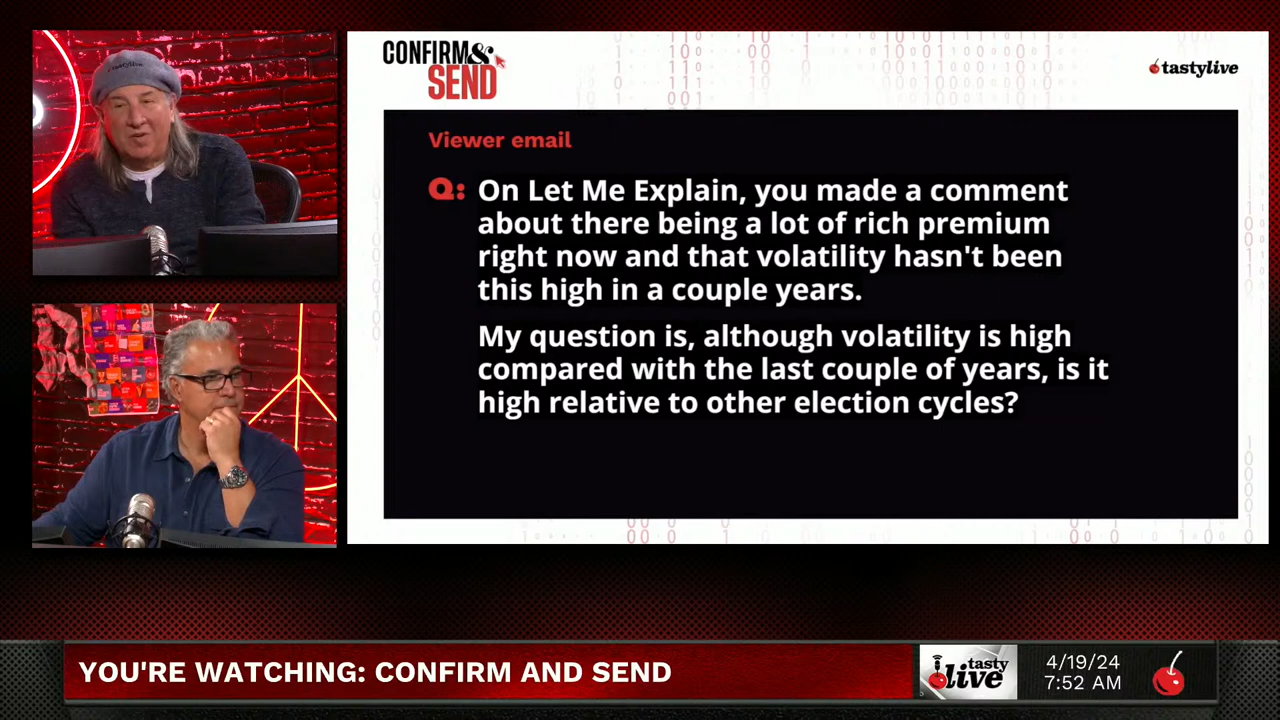 CONFIRM&
SEND
tastylive
Viewer email
Q: On Let Me Explain, you made a comment
about there being a lot of rich premium
right now and that volatility hasn't been
this high in a couple years.
My question is, although volatility is high
compared with the last couple of years, is it
high relative to other election cycles?
YOU'RE WATCHING: CONFIRM AND SEND
tasty
live
4/19/24
7:52 AM